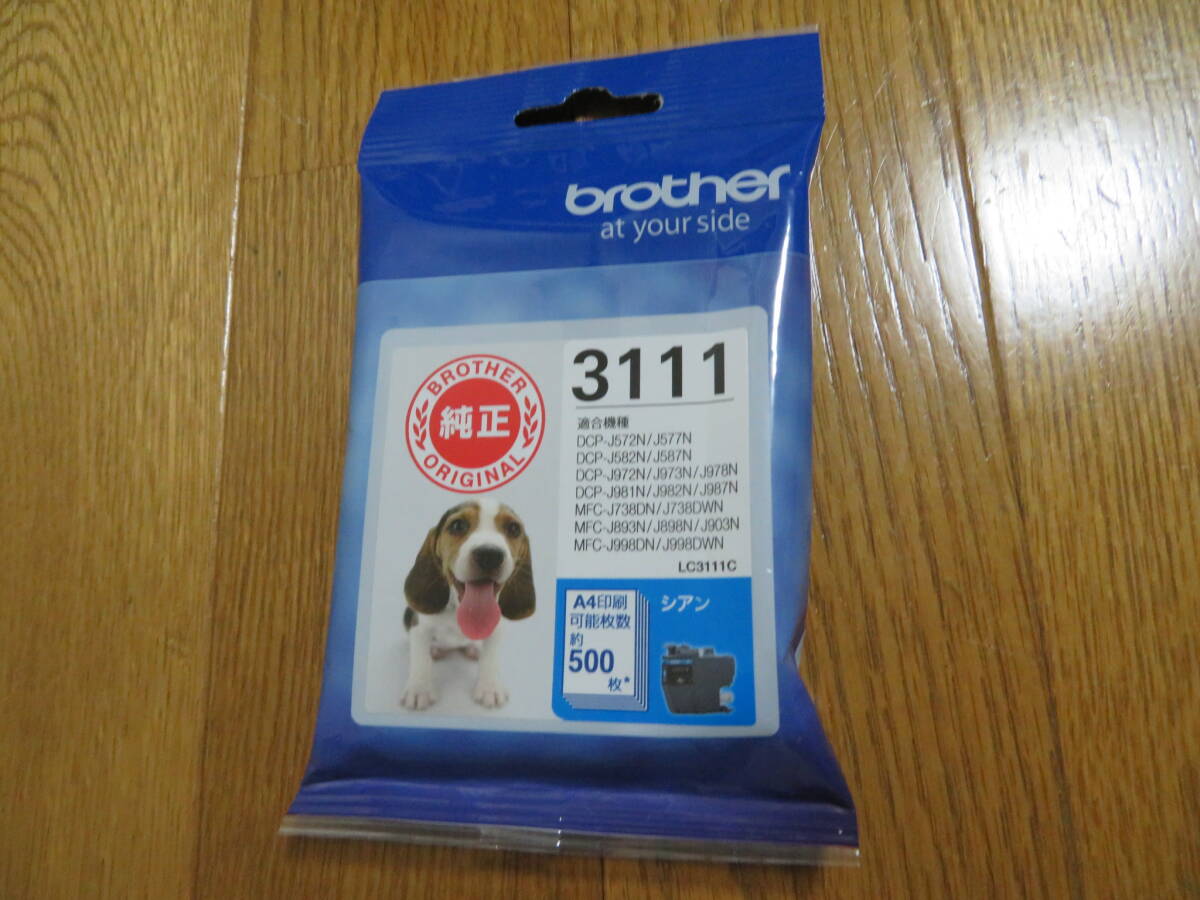 brother
at your side
BROTHER
純正
ORIGINAL
3111
適合機種
DCP-J572N/J577N
DCP-J582N/J587N
DCP-J972N/J973N/J978N
DCP-J981N/J982N/J987N
MFC-J738DN/J738DWN
MFC-J893N/J898N/J903N
MFC-J998DN/J998DWN
LC3111C
A4印刷
可能枚数
約
500
枚*
シアン